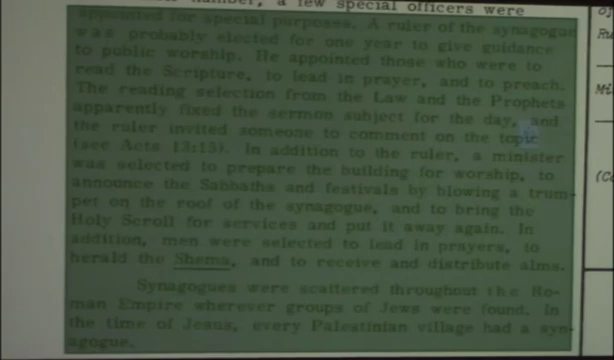 number, a few special officers were
appointed for special purposes. A ruler of the synagogue
was probably elected for one year to give guidance
to public worship. He appointed those who were to
read the Scripture, to lead in prayer, and to preach.
The reading selection from the Law and the Prophets
apparently fixed the sermon subject for the day, and
the ruler invited someone to comment on the topic
(see Acts 13:15). In addition to the ruler, a minister
was selected to prepare the building for worship, to
announce the Sabbaths and festivals by blowing a trum-
pet on the roof of the synagogue, and to bring the
Holy Scroll for services and put it away again. In
addition, men were selected to lead in prayers, to
herald the Shema, and to receive and distribute alms.
Synagogues were scattered throughout the Ro-
man Empire wherever groups of Jews were found. In
the time of Jesus, every Palestinian village had a syn-
agogue.